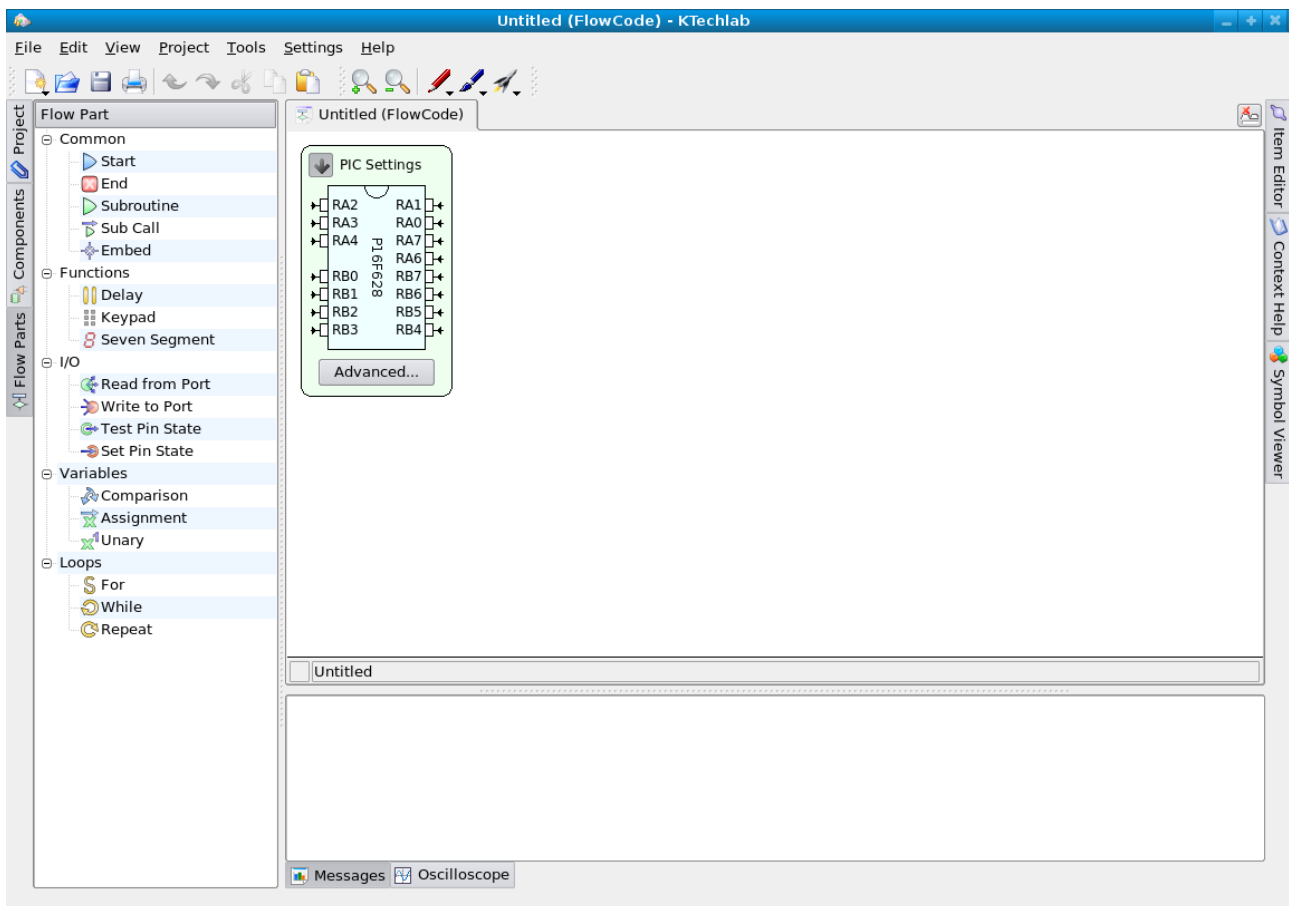 Untitled (FlowCode) - KTechlab
File Edit View Project Tools Settings Help
Project
Components
Flow Parts
Flow Part
Common
Start
End
Subroutine
Sub Call
Embed
Functions
Delay
Keypad
Seven Segment
I/O
Read from Port
Write to Port
Test Pin State
Set Pin State
Variables
Comparison
Assignment
Unary
Loops
For
While
Repeat
Untitled (FlowCode)
PIC Settings
RA2 RA1
RA3 RA0
RA4 RA7
RA6
RB0 RB7
RB1 RB6
RB2 RB5
RB3 RB4
P16F628
Advanced...
Untitled
Messages Oscilloscope
Item Editor
Context Help
Symbol Viewer